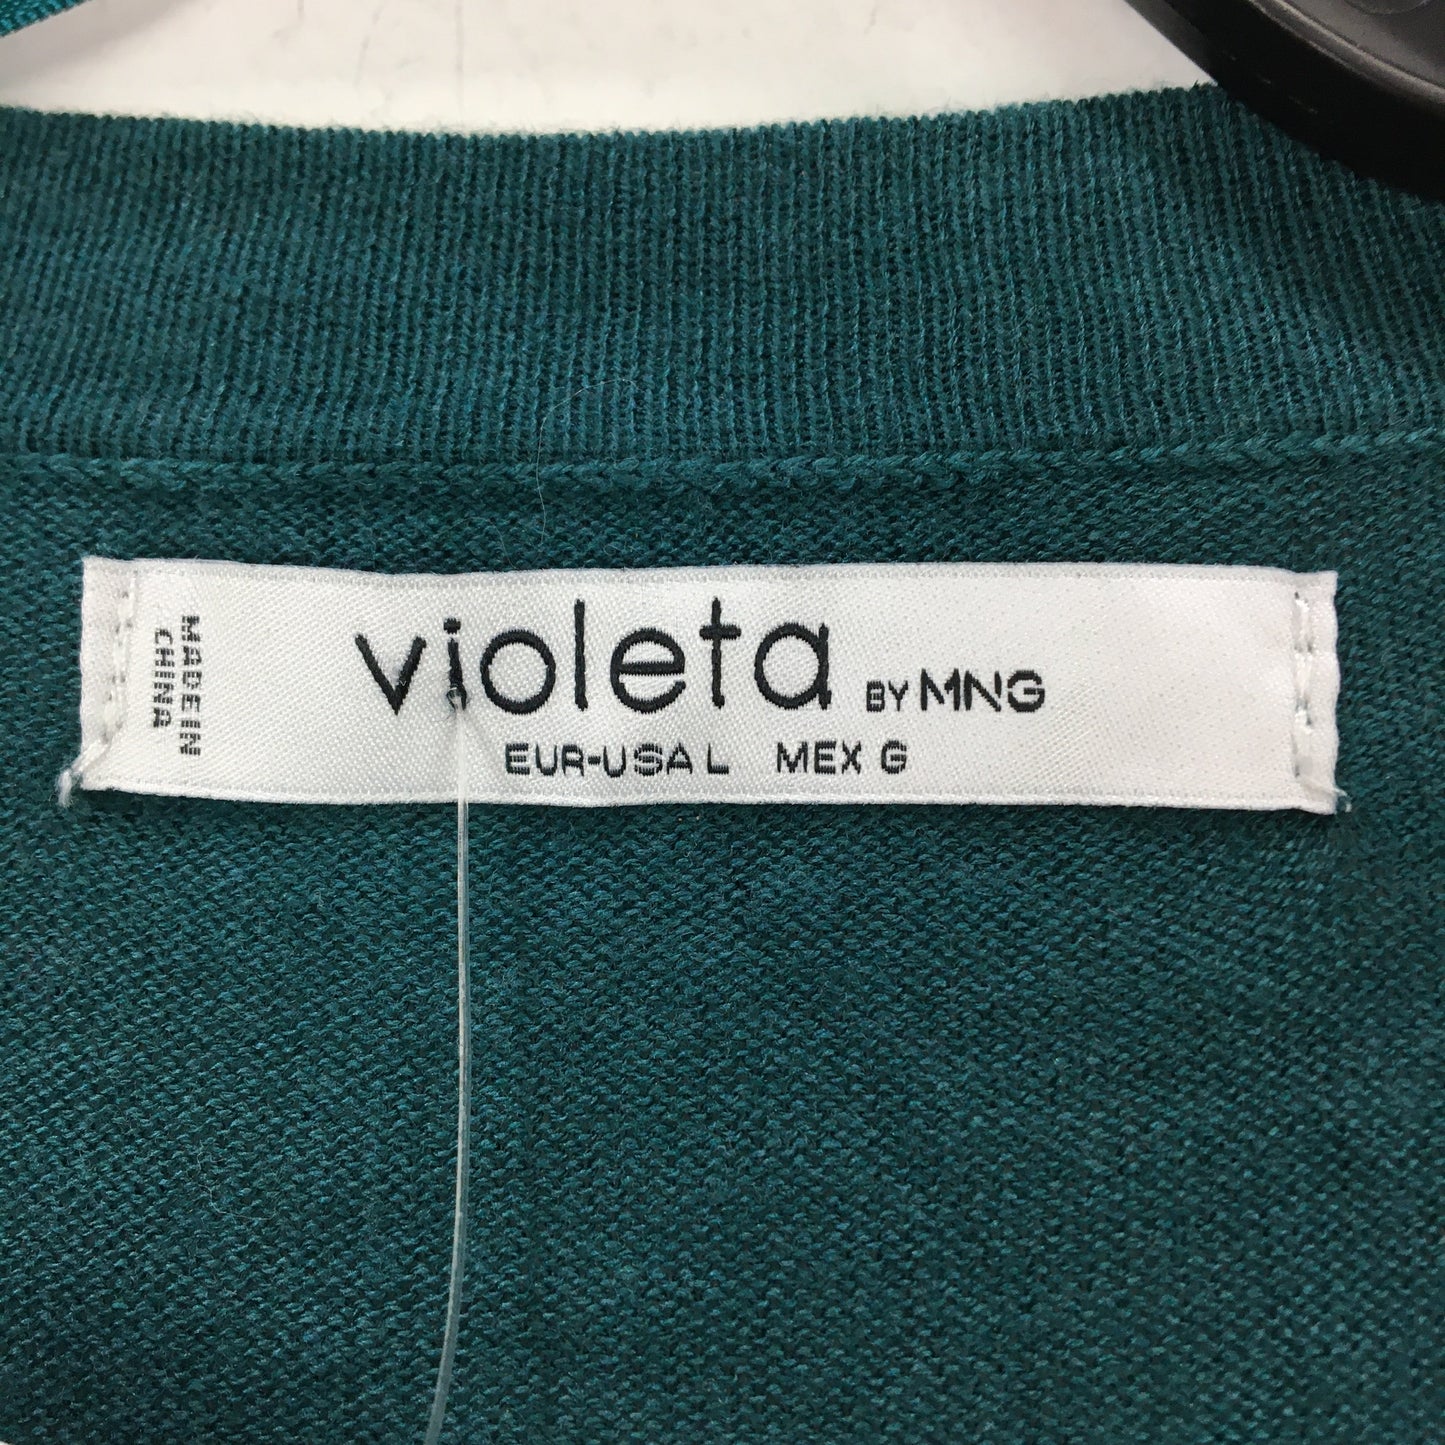 MADE IN
CHINA
violeta BY MNG
EUR-USA L MEX G